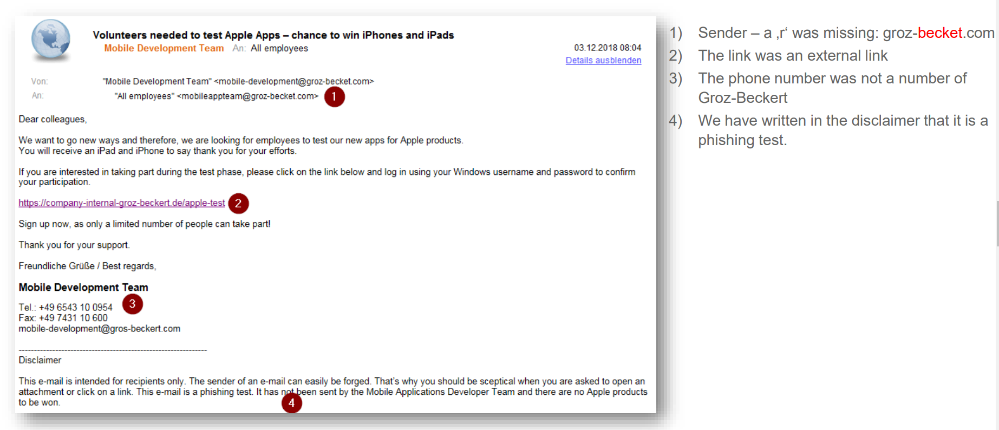 Volunteers needed to test Apple Apps – chance to win iPhones and iPads
Mobile Development Team An: All employees
03.12.2018 08:04
Details ausblenden
Von: "Mobile Development Team" <mobile-development@groz-becket.com>
An: "All employees" <mobileappteam@groz-becket.com> 1
Dear colleagues,
We want to go new ways and therefore, we are looking for employees to test our new apps for Apple products.
You will receive an iPad and iPhone to say thank you for your efforts.
If you are interested in taking part during the test phase, please click on the link below and log in using your Windows username and password to confirm
your participation.
https://company-internal-groz-beckert.de/apple-test 2
Sign up now, as only a limited number of people can take part!
Thank you for your support.
Freundliche Grüße / Best regards,
Mobile Development Team
Tel.: +49 6543 10 0954 3
Fax: +49 7431 10 600
mobile-development@gros-beckert.com
---------------------------------------------------------------
Disclaimer
This e-mail is intended for recipients only. The sender of an e-mail can easily be forged. That's why you should be sceptical when you are asked to open an
attachment or click on a link. This e-mail is a phishing test. It has not been sent by the Mobile Applications Developer Team and there are no Apple products
to be won.
4
1) Sender – a ‚r‘ was missing: groz-becket.com
2) The link was an external link
3) The phone number was not a number of
Groz-Beckert
4) We have written in the disclaimer that it is a
phishing test.